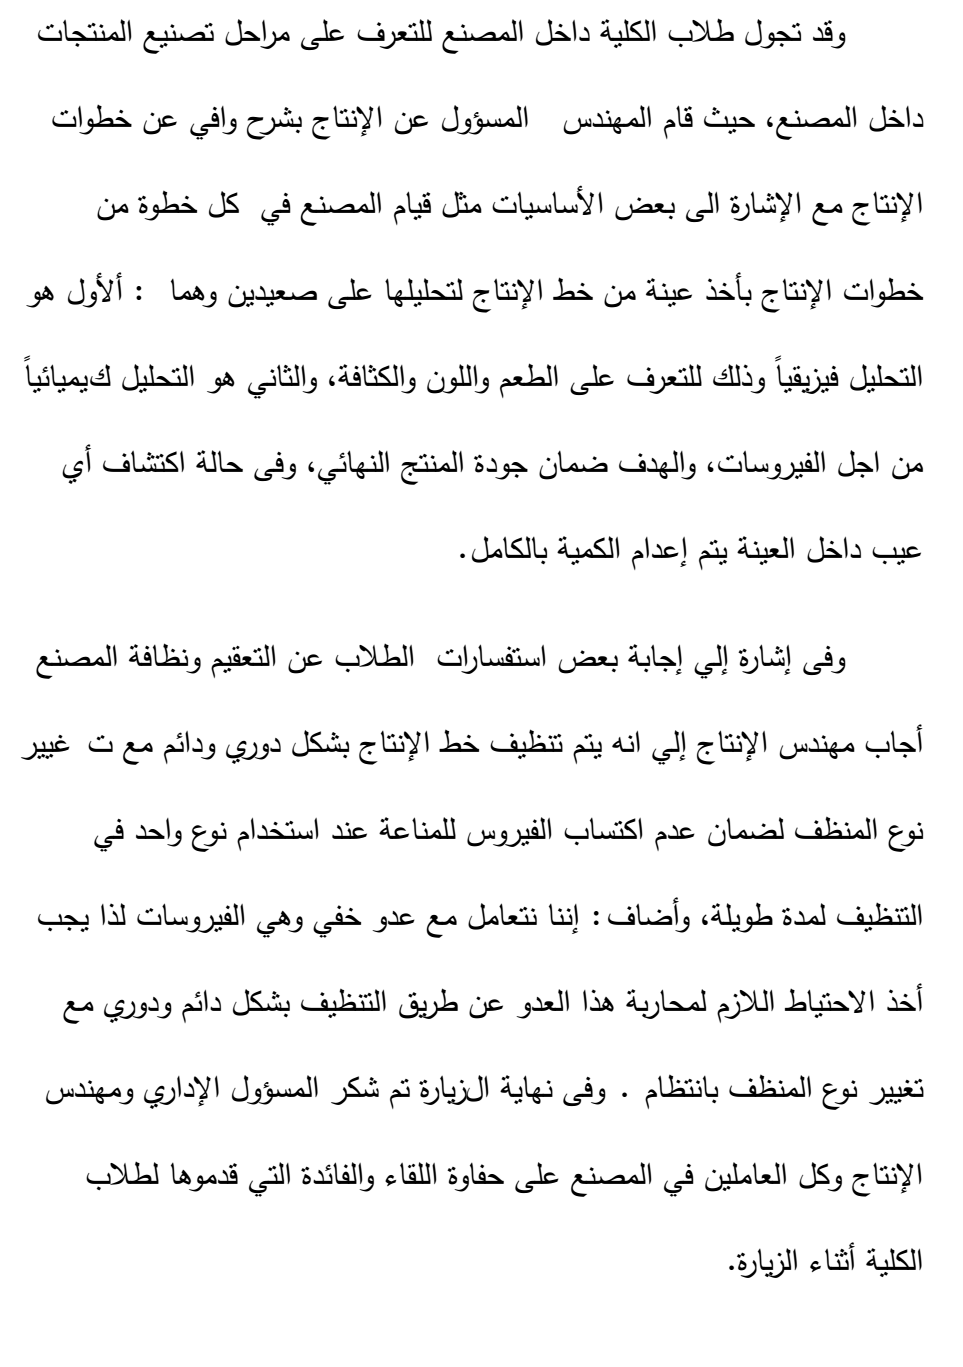 وقد تجول طلاب الكلية داخل المصنع للتعرف على مراحل تصنيع المنتجات
داخل المصنع، حيث قام المهندس المسؤول عن الإنتاج بشرح وافي عن خطوات
الإنتاج مع الإشارة الى بعض الأساسيات مثل قيام المصنع في كل خطوة من
خطوات الإنتاج بأخذ عينة من خط الإنتاج لتحليلها على صعيدين وهما : ألأول هو
التحليل فيزيقياً وذلك للتعرف على الطعم واللون والكثافة، والثاني هو التحليل كيميائياً
من اجل الفيروسات، والهدف ضمان جودة المنتج النهائي، وفى حالة اكتشاف أي
عيب داخل العينة يتم إعدام الكمية بالكامل.
وفى إشارة إلي إجابة بعض استفسارات الطلاب عن التعقيم ونظافة المصنع
أجاب مهندس الإنتاج إلي انه يتم تنظيف خط الإنتاج بشكل دوري ودائم مع ت غيير
نوع المنظف لضمان عدم اكتساب الفيروس للمناعة عند استخدام نوع واحد في
التنظيف لمدة طويلة، وأضاف: إننا نتعامل مع عدو خفي وهي الفيروسات لذا يجب
أخذ الاحتياط اللازم لمحاربة هذا العدو عن طريق التنظيف بشكل دائم ودوري مع
تغيير نوع المنظف بانتظام . وفى نهاية الزيارة تم شكر المسؤول الإداري ومهندس
الإنتاج وكل العاملين في المصنع على حفاوة اللقاء والفائدة التي قدموها لطلاب
الكلية أثناء الزيارة.